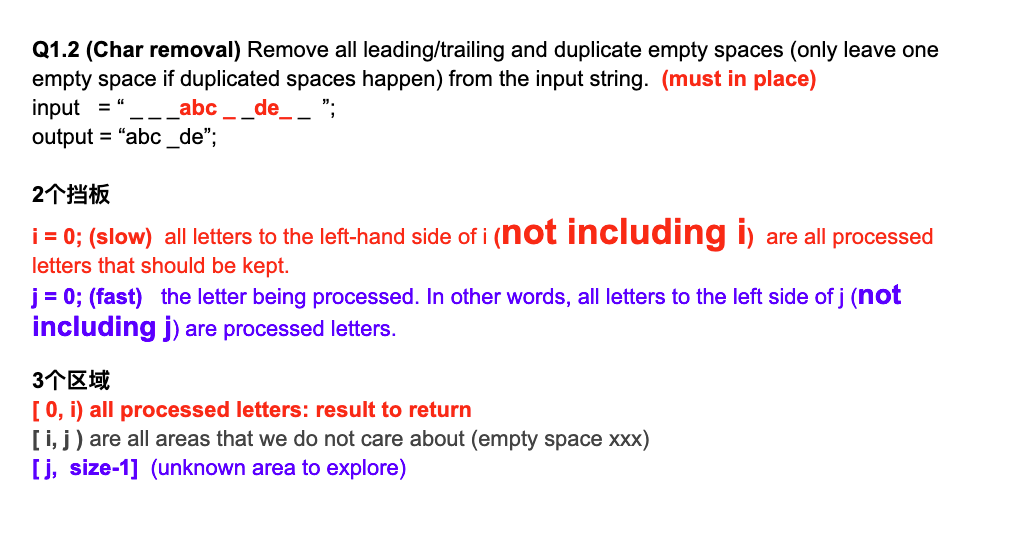 Q1.2 (Char removal) Remove all leading/trailing and duplicate empty spaces (only leave one
empty space if duplicated spaces happen) from the input string.  (must in place)
input   = “ _ _ _abc _ _de_ _  ”;
output = “abc _de”;
2个挡板
i = 0; (slow)  all letters to the left-hand side of i (not including i)  are all processed
letters that should be kept.
j = 0; (fast)   the letter being processed. In other words, all letters to the left side of j (not
including j) are processed letters.
3个区域
[ 0, i) all processed letters: result to return
[ i, j ) are all areas that we do not care about (empty space xxx)
[ j,  size-1]  (unknown area to explore)